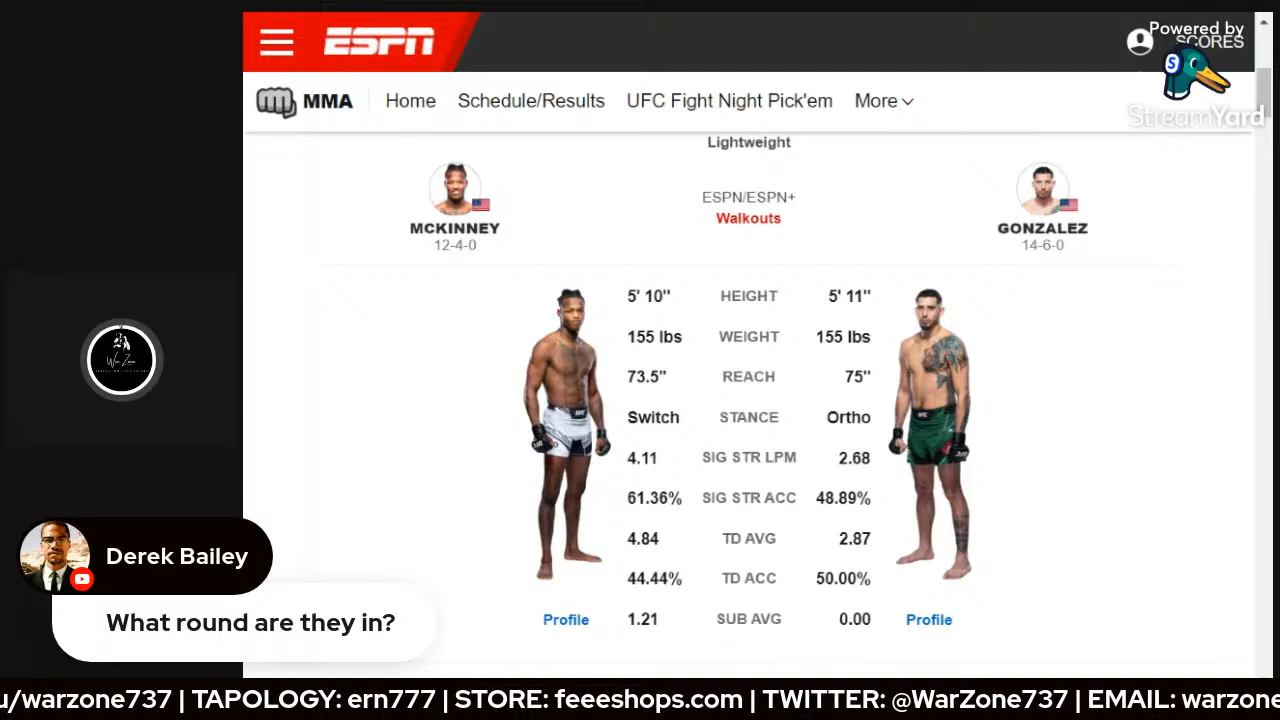 ESPN
Powered by
SCORES
StreamYard
MMA
Home
Schedule/Results
UFC Fight Night Pick'em
More
Lightweight
ESPN/ESPN+
Walkouts
MCKINNEY
12-4-0
GONZALEZ
14-6-0
5' 10" HEIGHT 5' 11"
155 lbs WEIGHT 155 lbs
73.5" REACH 75"
Switch STANCE Ortho
4.11 SIG STR LPM 2.68
61.36% SIG STR ACC 48.89%
4.84 TD AVG 2.87
44.44% TD ACC 50.00%
Profile 1.21 SUB AVG 0.00 Profile
War Zone
Derek Bailey
What round are they in?
u/warzone737 | TAPOLOGY: ern777 | STORE: feeeshops.com | TWITTER: @WarZone737 | EMAIL: warzone